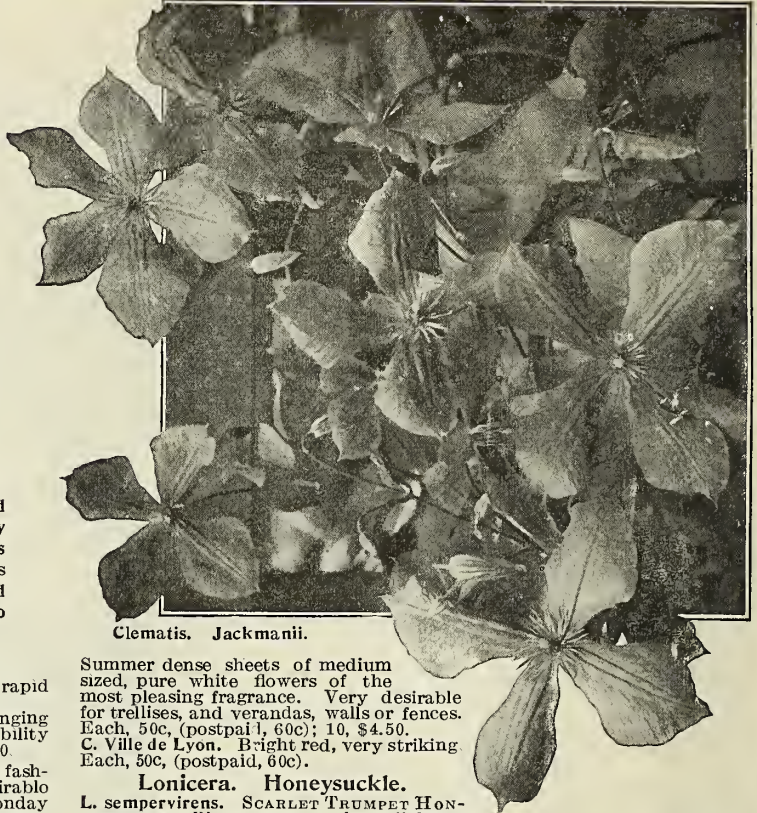 d
y
s
s
d
o
rapid
nging
bility
0
fash-
irablo
onday
Clematis. Jackmanii.
Summer dense sheets of medium
sized, pure white flowers of the
most pleasing fragrance. Very desirable
for trellises, and verandas, walls or fences.
Each, 50c, (postpaid, 60c); 10, $4.50.
C. Ville de Lyon. Bright red, very striking
Each, 50c, (postpaid, 60c).
Lonicera. Honeysuckle.
L. sempervirens. SCARLET TRUMPET HON-